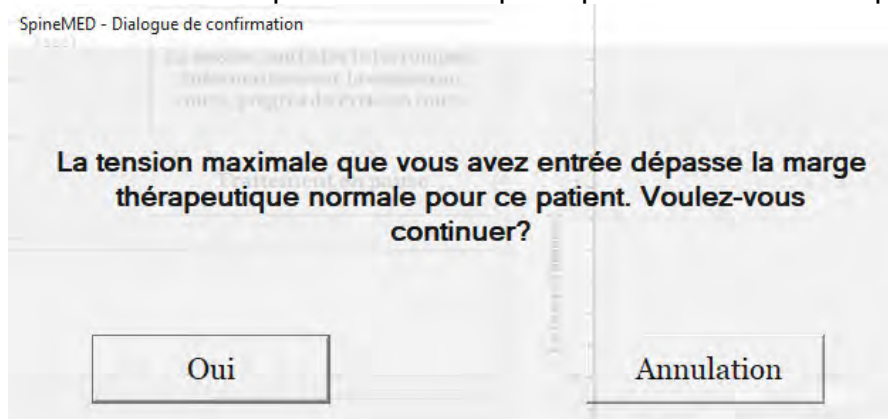 SpineMED - Dialogue de confirmation
La tension maximale que vous avez entrée dépasse la marge
thérapeutique normale pour ce patient. Voulez-vous
continuer?
Oui
Annulation